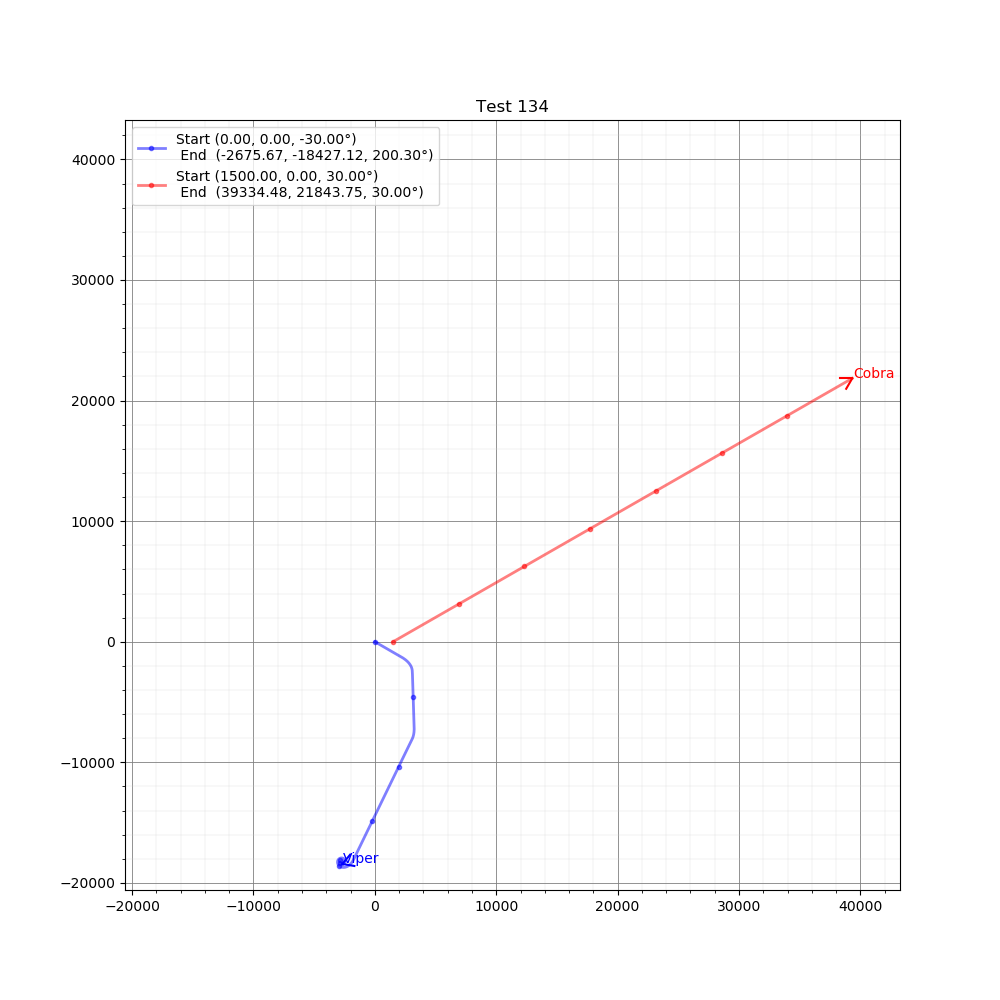 Test 134
Start (0.00, 0.00, -30.00°)
End  (-2675.67, -18427.12, 200.30°)
Start (1500.00, 0.00, 30.00°)
End  (39334.48, 21843.75, 30.00°)
40000
30000
20000
10000
0
−10000
−20000
Cobra
Viper
−20000
−10000
0
10000
20000
30000
40000